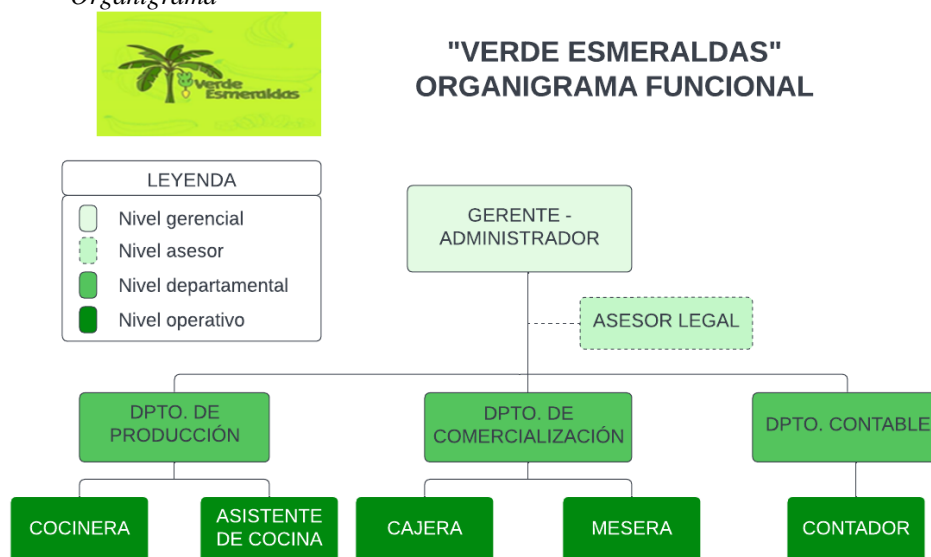 Organigrama
Verde
Esmeraldas
"VERDE ESMERALDAS"
ORGANIGRAMA FUNCIONAL
LEYENDA
Nivel gerencial
Nivel asesor
Nivel departamental
Nivel operativo
GERENTE -
ADMINISTRADOR
ASESOR LEGAL
DPTO. DE
PRODUCCIÓN
DPTO. DE
COMERCIALIZACIÓN
DPTO. CONTABLE
COCINERA
ASISTENTE
DE COCINA
CAJERA
MESERA
CONTADOR